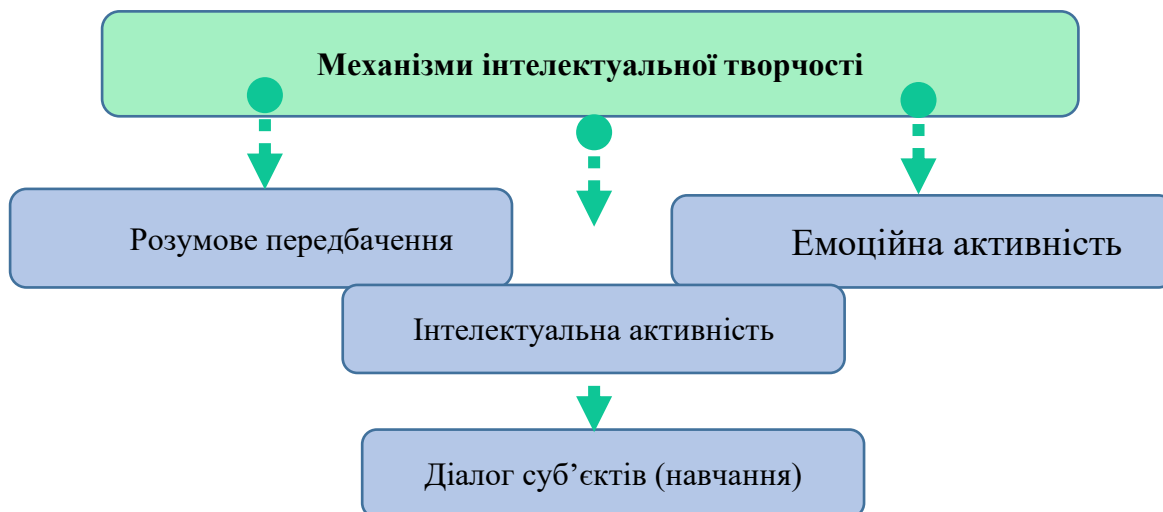 Механізми інтелектуальної творчості
Розумове передбачення
Емоційна активність
Інтелектуальна активність
Діалог суб’єктів (навчання)